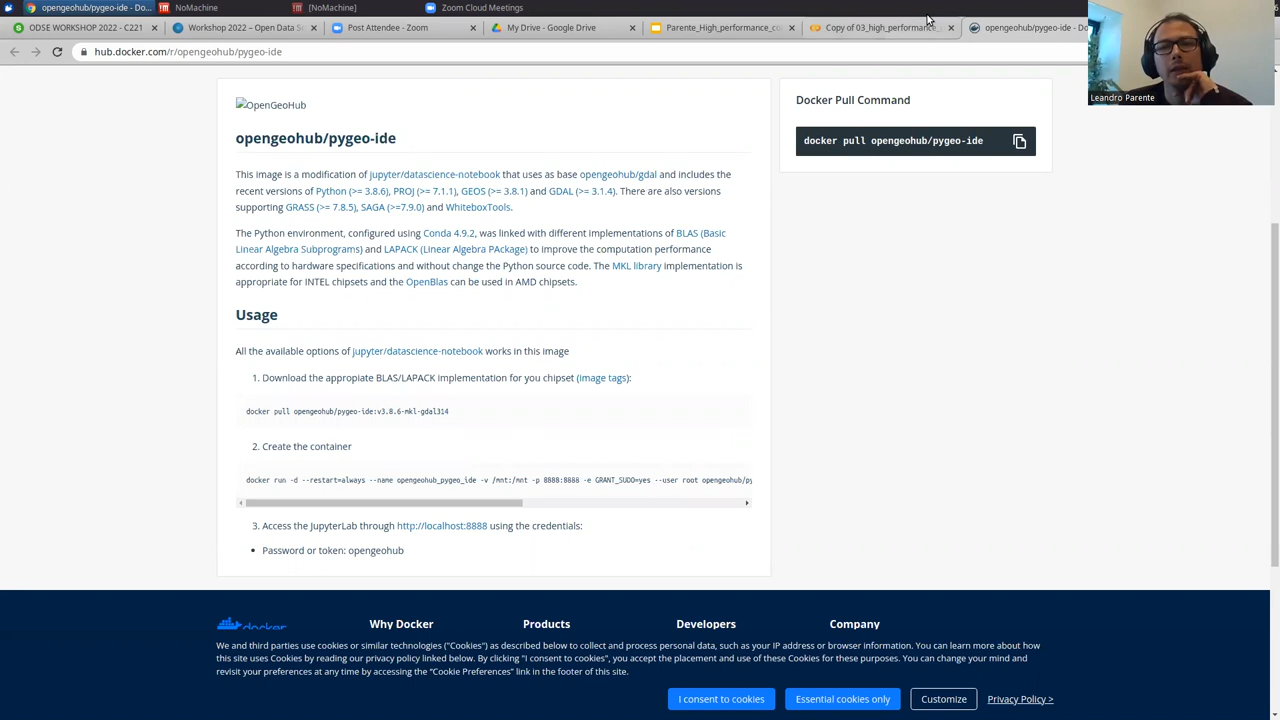 opengeohub/pygeo-ide - Do...
NoMachine
[NoMachine]
Zoom Cloud Meetings
ODSE WORKSHOP 2022 - C221
Workshop 2022 – Open Data S
Post Attendee - Zoom
My Drive - Google Drive
Parente_High_performance_co
Copy of 03_high_performance_
opengeohub/pygeo-ide - Do
hub.docker.com/r/opengeohub/pygeo-ide
Leandro Parente
OpenGeoHub
opengeohub/pygeo-ide
This image is a modification of jupyter/datascience-notebook that uses as base opengeohub/gdal and includes the
recent versions of Python (>= 3.8.6), PROJ (>= 7.1.1), GEOS (>= 3.8.1) and GDAL (>= 3.1.4). There are also versions
supporting GRASS (>= 7.8.5), SAGA (>=7.9.0) and WhiteboxTools.
The Python environment, configured using Conda 4.9.2, was linked with different implementations of BLAS (Basic
Linear Algebra Subprograms) and LAPACK (Linear Algebra PAckage) to improve the computation performance
according to hardware specifications and without change the Python source code. The MKL library implementation is
appropriate for INTEL chipsets and the OpenBlas can be used in AMD chipsets.
Usage
All the available options of jupyter/datascience-notebook works in this image
1. Download the appropiate BLAS/LAPACK implementation for you chipset (image tags):
docker pull opengeohub/pygeo-ide:v3.8.6-mkl-gdal314
2. Create the container
docker run -d --restart=always --name opengeohub_pygeo_ide -v /mnt:/mnt -p 8888:8888 -e GRANT_SUDO=yes --user root opengeohub/py
3. Access the JupyterLab through http://localhost:8888 using the credentials:
• Password or token: opengeohub
Docker Pull Command
docker pull opengeohub/pygeo-ide
docker
Why Docker
Products
Developers
Company
We and third parties use cookies or similar technologies ("Cookies") as described below to collect and process personal data, such as your IP address or browser information. You can learn more about
how this site uses Cookies by reading our privacy policy linked below. By clicking "I consent to cookies", you accept the placement and use of these Cookies for these purposes. You can change your mind and
revisit your preferences at any time by accessing the "Cookie Preferences" link in the footer of this site.
I consent to cookies
Essential cookies only
Customize
Privacy Policy >